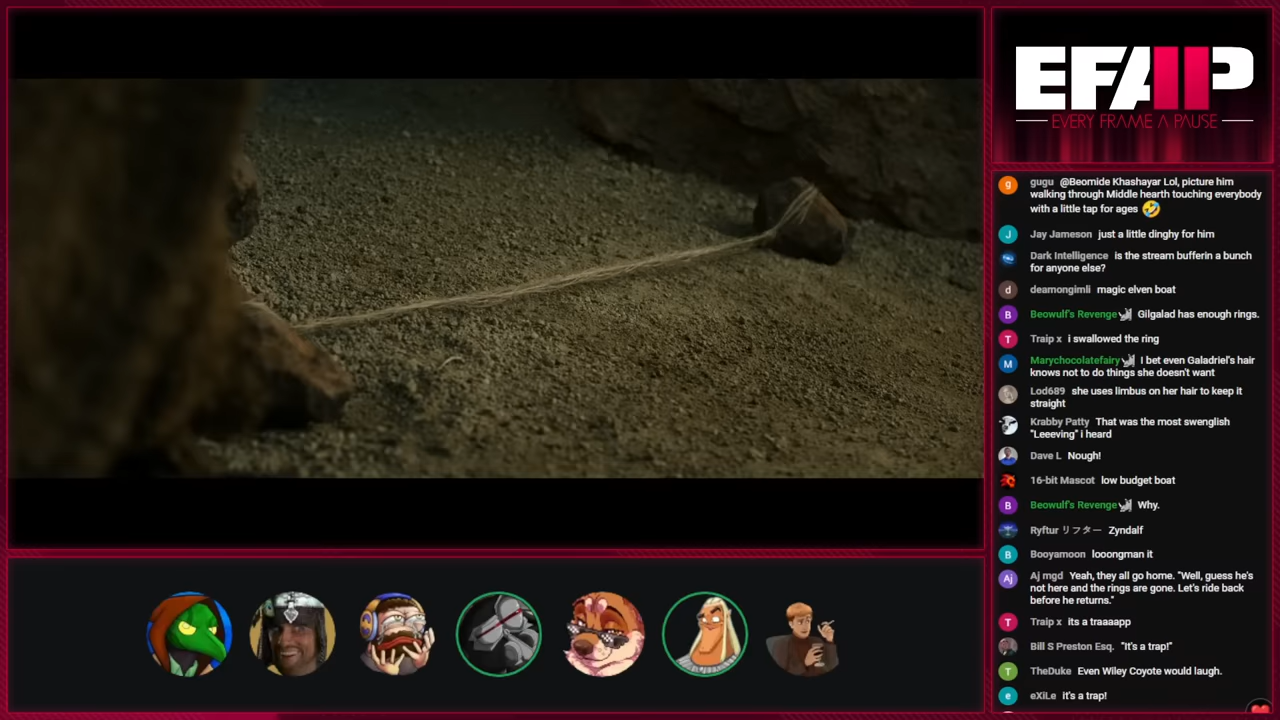 EFAP
EVERY FRAME A PAUSE
gugu @Beomide Khashayar Lol, picture him
walking through Middle hearth touching everybody
with a little tap for ages 🤣
Jay Jameson just a little dinghy for him
Dark Intelligence is the stream bufferin a bunch
for anyone else?
deamongimli magic elven boat
Beowulf's Revenge Gilgalad has enough rings.
Traip x i swallowed the ring
Marychocolatefairy I bet even Galadriel's hair
knows not to do things she doesn't want
Lod689 she uses limbus on her hair to keep it
straight
Krabby Patty That was the most swenglish
"Leeeving" i heard
Dave L Nough!
16-bit Mascot low budget boat
Beowulf's Revenge Why.
Ryftur リフター Zyndalf
Booyamoon looongman it
Aj mgd Yeah, they all go home. "Well, guess he's
not here and the rings are gone. Let's ride back
before he returns."
Traip x its a traaaapp
Bill S Preston Esq. "It's a trap!"
TheDuke Even Wiley Coyote would laugh.
eXiLe it's a trap!